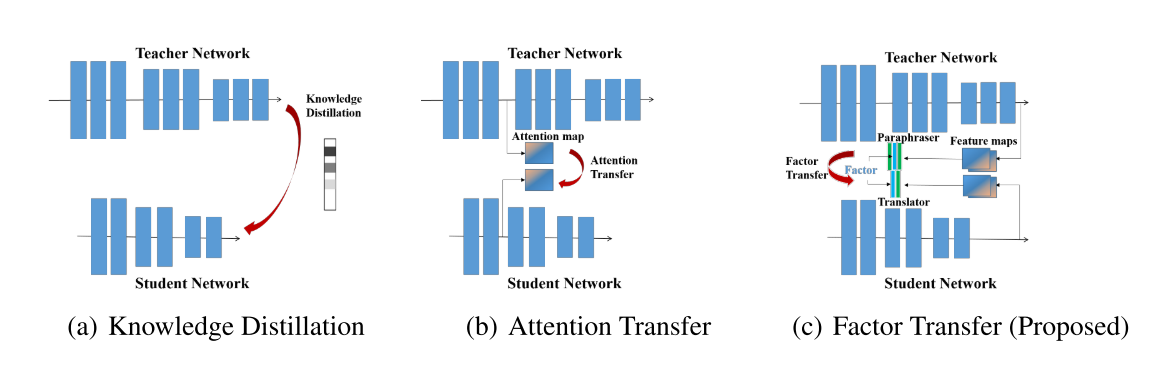 Teacher Network
Knowledge
Distillation
Student Network
(a) Knowledge Distillation
Teacher Network
Attention map
Attention
Transfer
Student Network
(b) Attention Transfer
Teacher Network
Paraphraser
Feature maps
Factor
Transfer
Factor
Translator
Student Network
(c) Factor Transfer (Proposed)